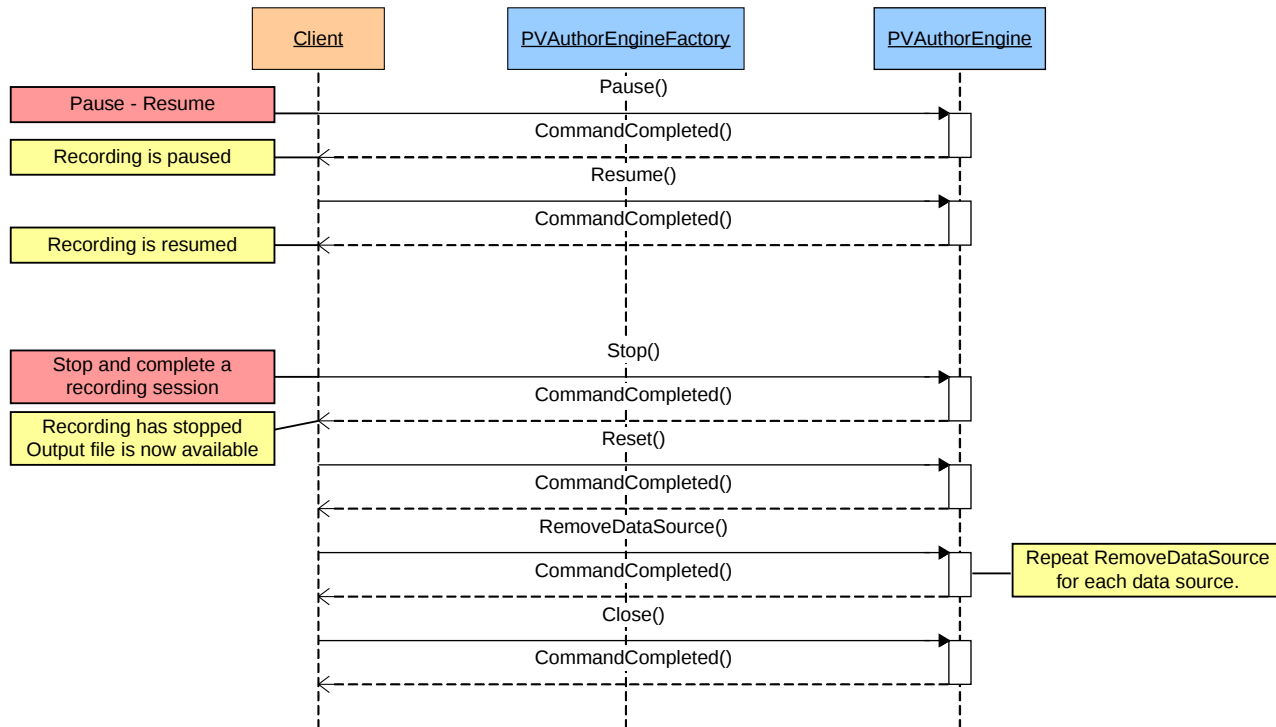 Client
PVAuthorEngineFactory
PVAuthorEngine
Pause()
Pause - Resume
CommandCompleted()
Recording is paused
Resume()
CommandCompleted()
Recording is resumed
Stop()
Stop and complete a
recording session
CommandCompleted()
Recording has stopped
Output file is now available
Reset()
CommandCompleted()
RemoveDataSource()
Repeat RemoveDataSource
for each data source.
CommandCompleted()
Close()
CommandCompleted()